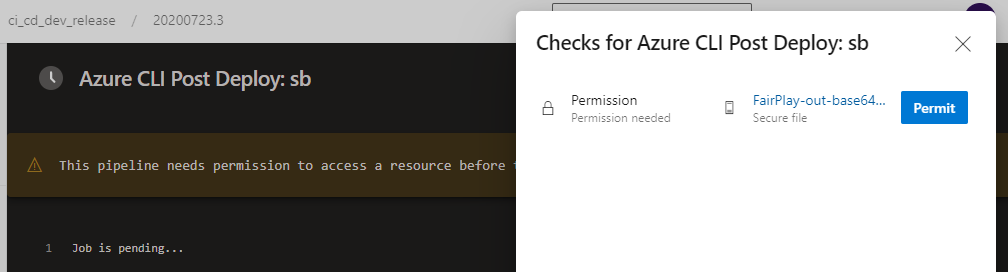 ci_cd_dev_release / 20200723.3
Azure CLI Post Deploy: sb
This pipeline needs permission to access a resource before
1 Job is pending...
Checks for Azure CLI Post Deploy: sb
Permission
Permission needed
FairPlay-out-base64...
Secure file
Permit